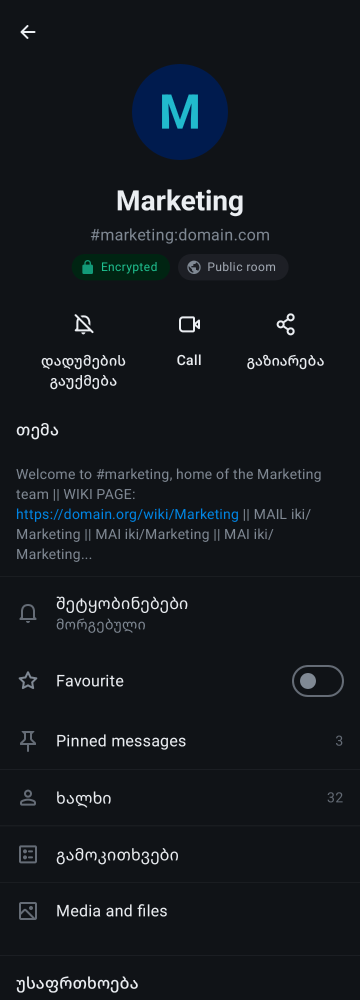 M
Marketing
#marketing:domain.com
Encrypted
Public room
დადუმების
გაუქმება
Call
გაზიარება
თემა
Welcome to #marketing, home of the Marketing
team || WIKI PAGE:
https://domain.org/wiki/Marketing || MAIL iki/
Marketing || MAI iki/Marketing || MAI iki/
Marketing...
შეტყობინებები
მორგებული
Favourite
Pinned messages 3
ხალხი 32
გამოკითხვები
Media and files
უსაფრთხოება